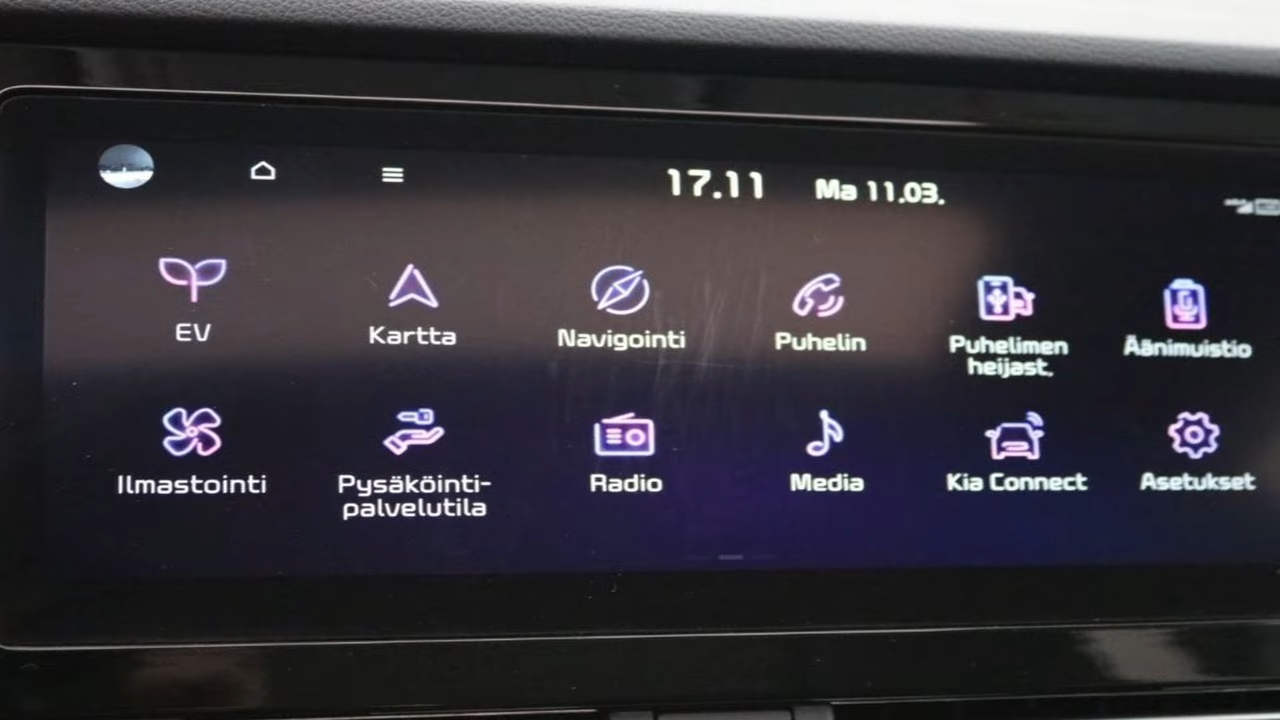 17.11 Ma 11.03.
EV
Kartta
Navigointi
Puhelin
Puhelimen
heijast.
Äänimuistio
Ilmastointi
Pysäköinti-
palvelutila
Radio
Media
Kia Connect
Asetukset